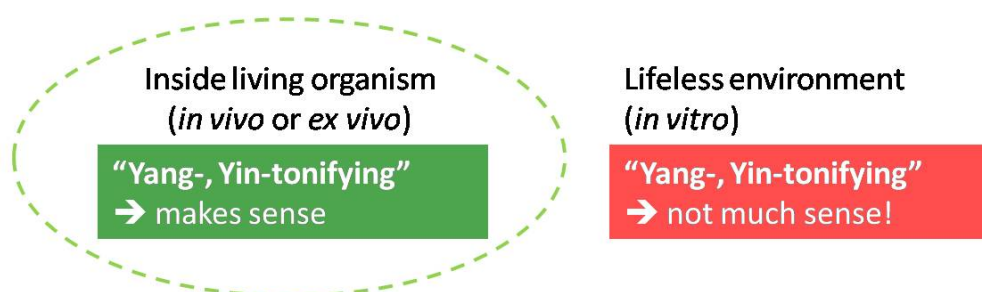 Inside living organism
(in vivo or ex vivo)
“Yang-, Yin-tonifying”
➔ makes sense
Lifeless environment
(in vitro)
“Yang-, Yin-tonifying”
➔ not much sense!